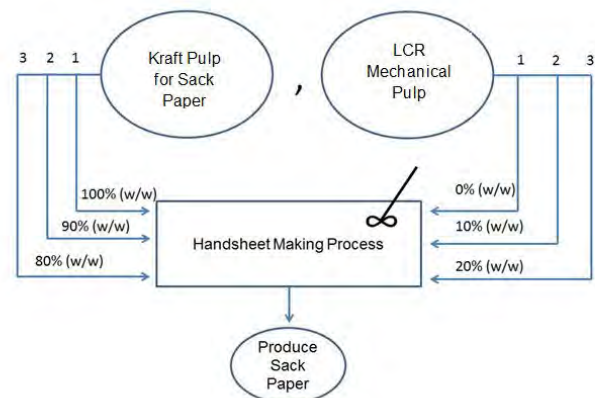 Kraft Pulp
for Sack
Paper
,
LCR
Mechanical
Pulp
3 2 1
1 2 3
100% (w/w)
0% (w/w)
90% (w/w)
10% (w/w)
80% (w/w)
20% (w/w)
Handsheet Making Process
Produce
Sack
Paper